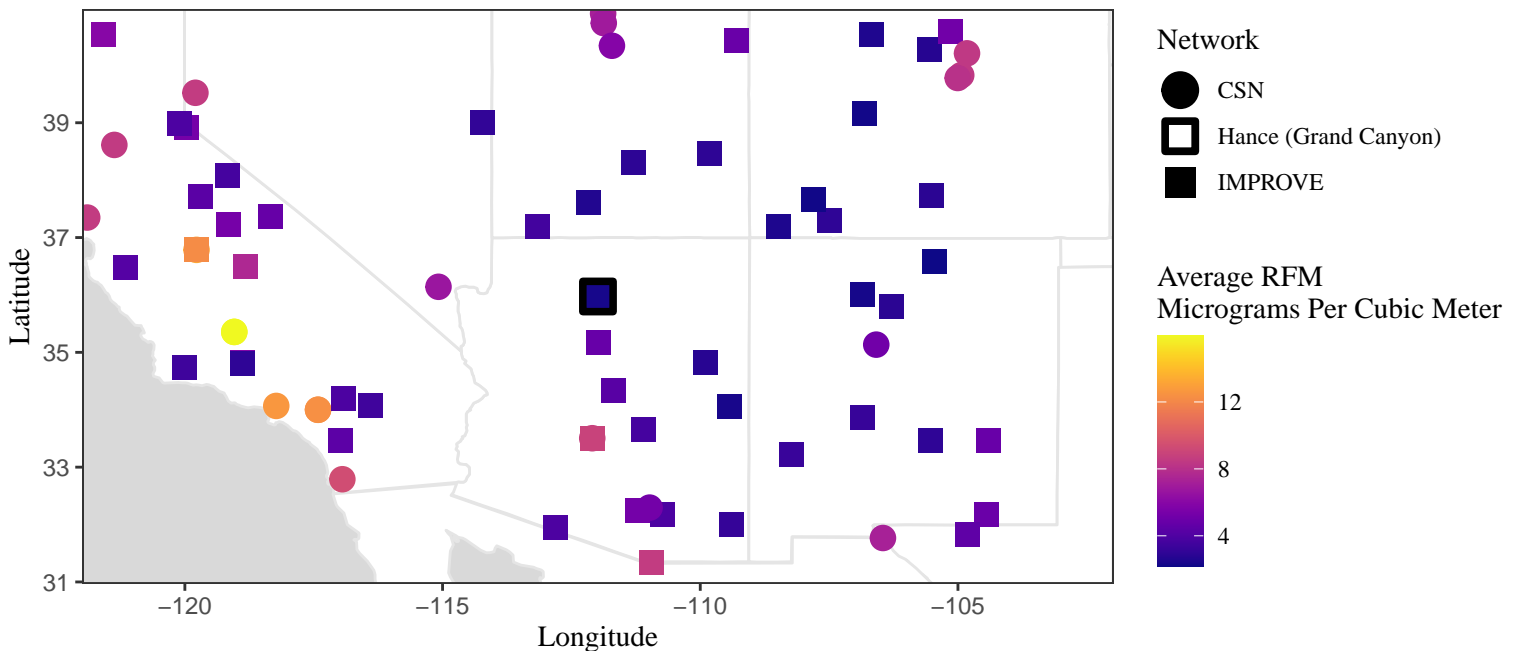 39
37
35
33
31
Latitude
−120
−115
−110
−105
Longitude
Network
CSN
Hance (Grand Canyon)
IMPROVE
Average RFM
Micrograms Per Cubic Meter
12
8
4